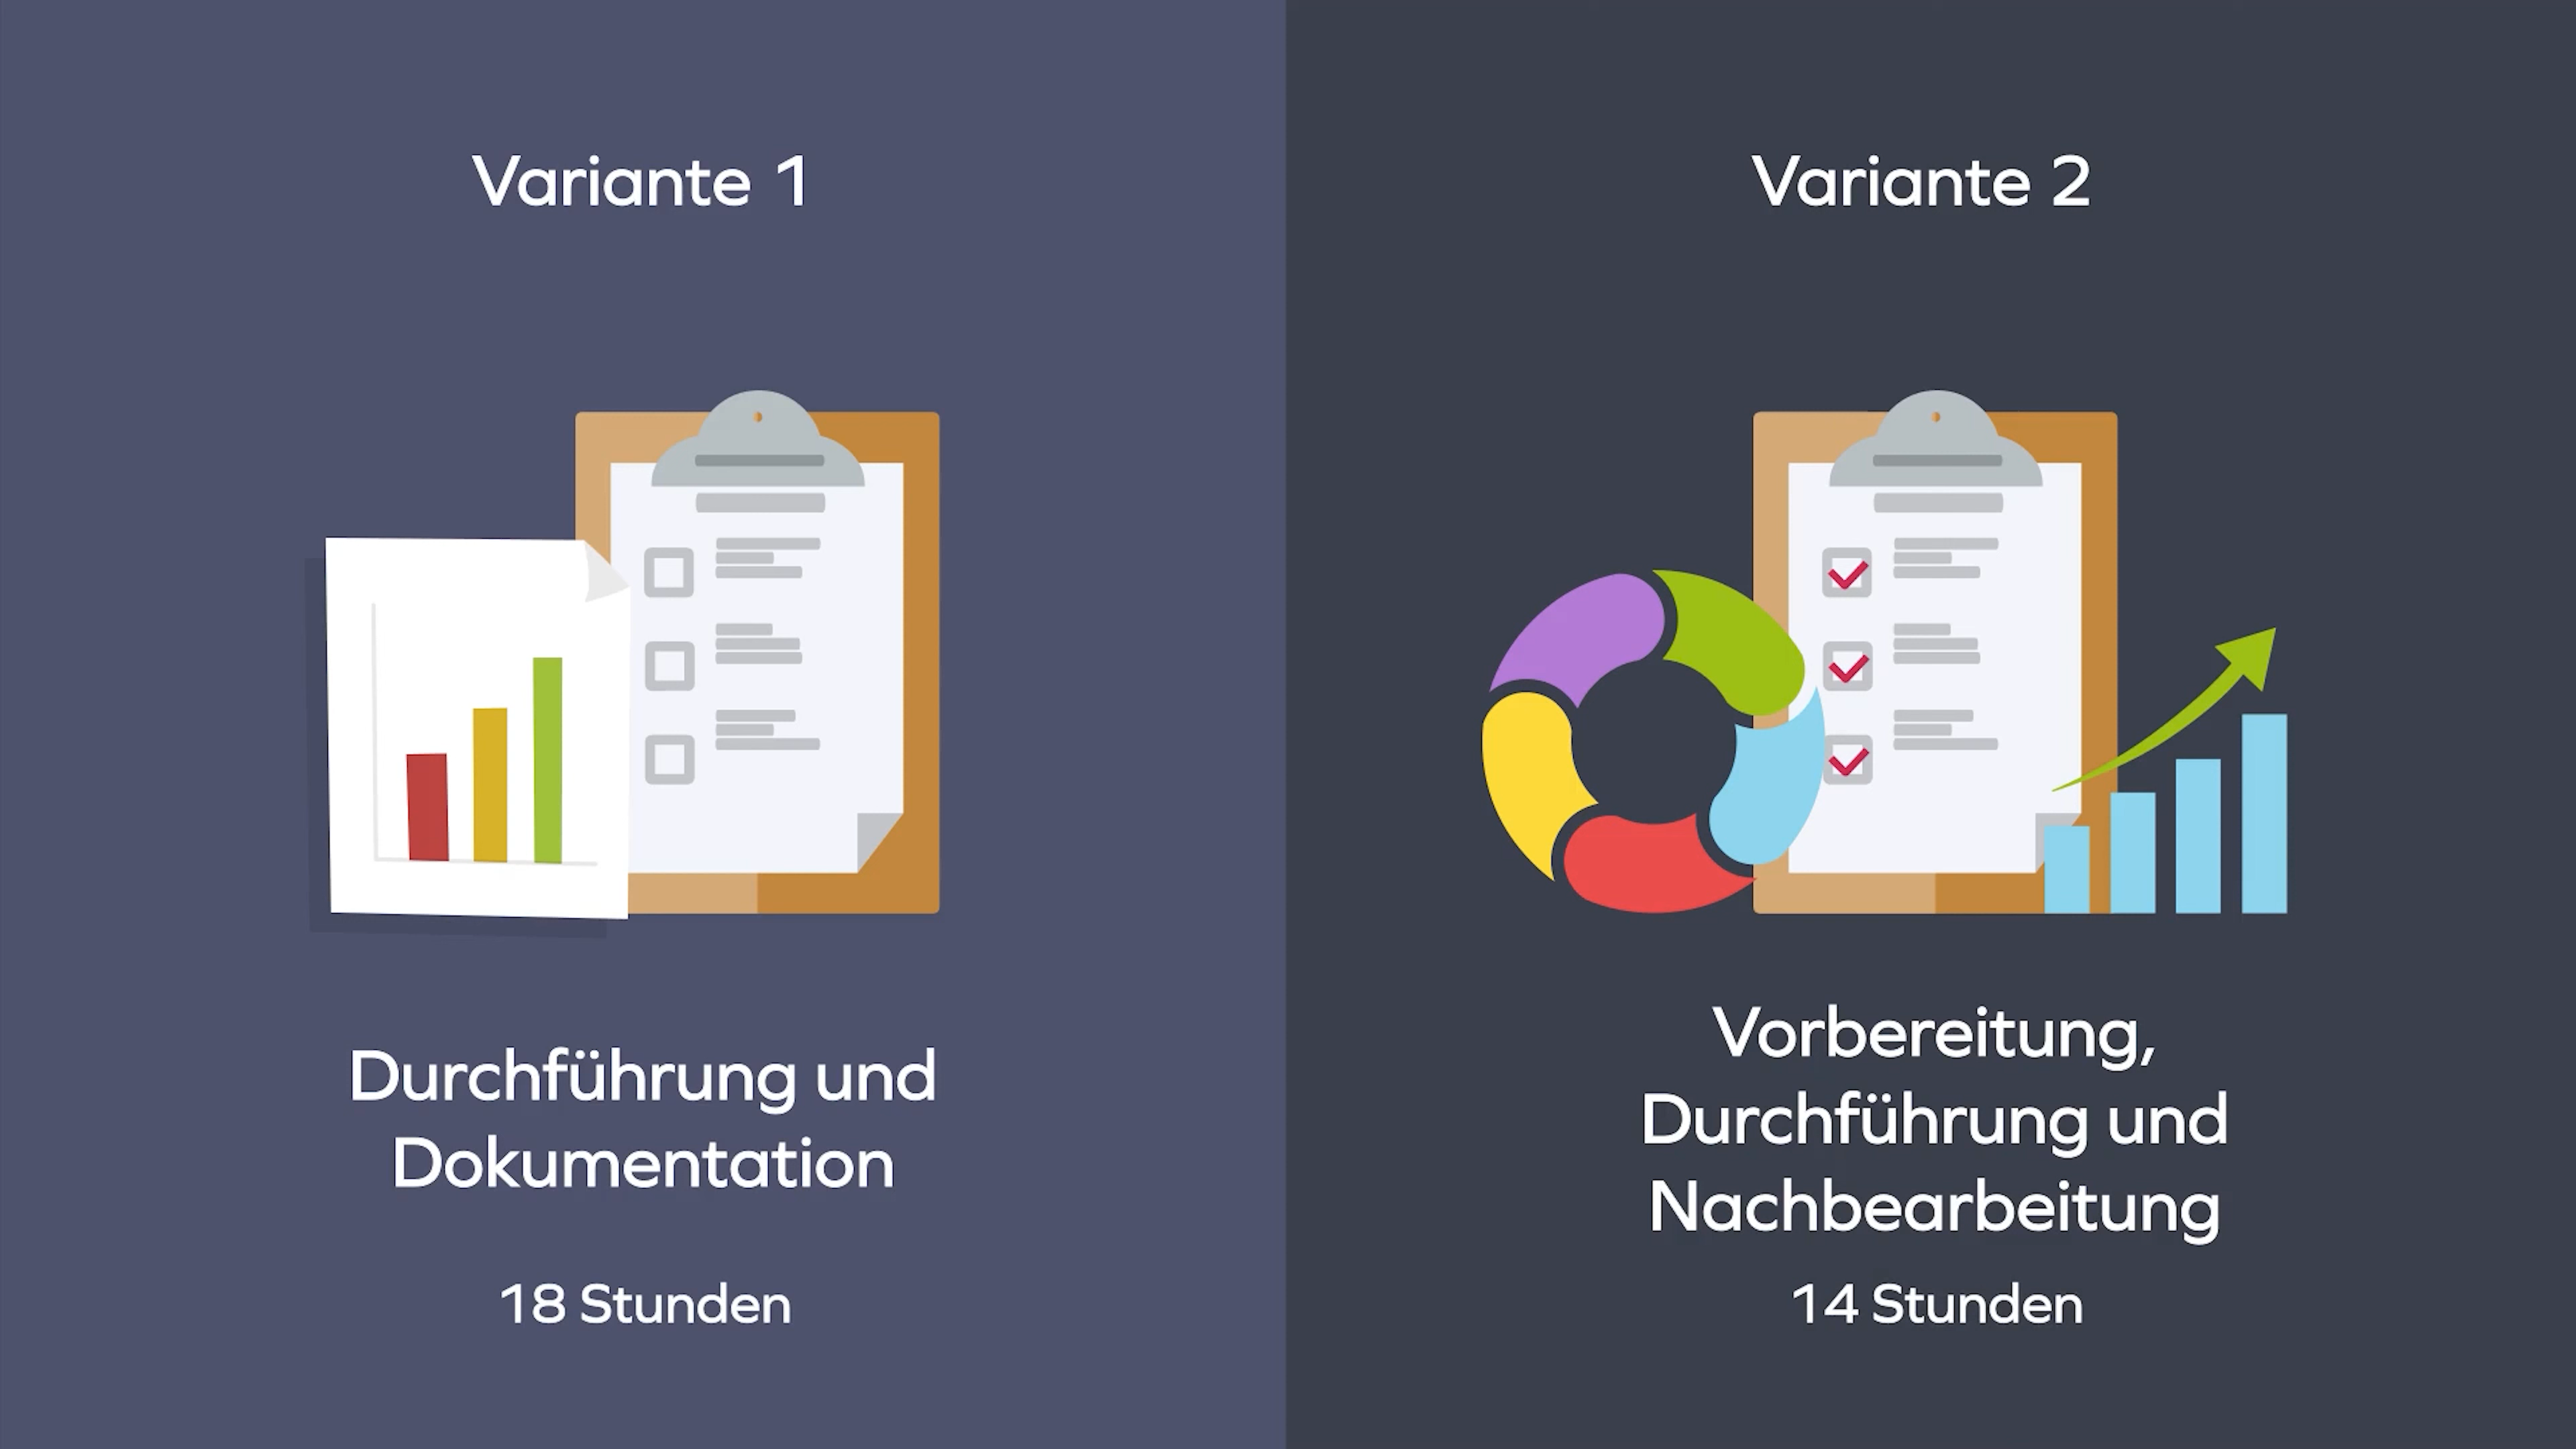 Variante 1
Durchführung und
Dokumentation
18 Stunden
Variante 2
Vorbereitung,
Durchführung und
Nachbearbeitung
14 Stunden